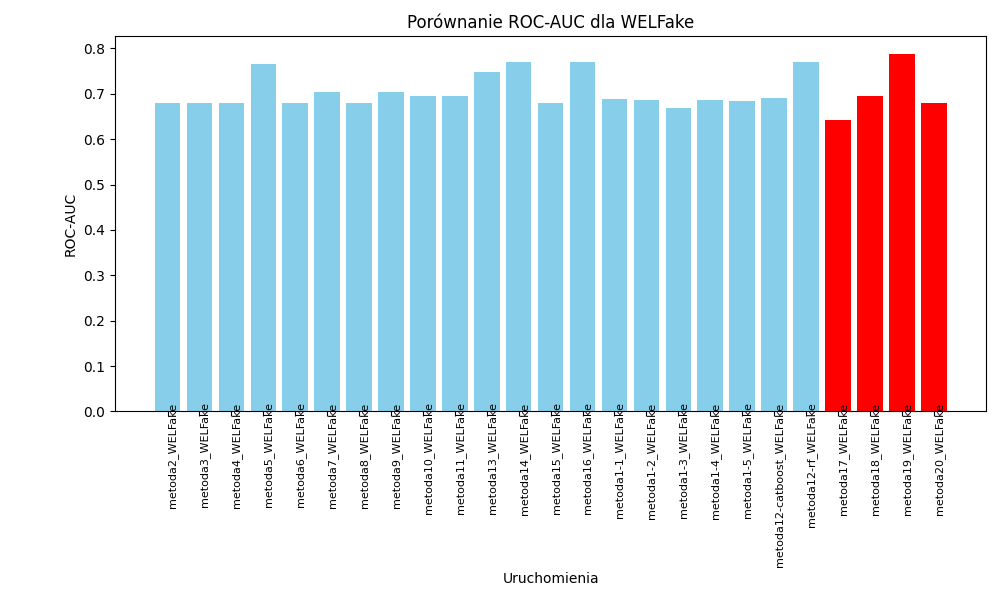 Porównanie ROC-AUC dla WELFake
ROC-AUC
0.8
0.7
0.6
0.5
0.4
0.3
0.2
0.1
0.0
metoda2_WELFake
metoda3_WELFake
metoda4_WELFake
metoda5_WELFake
metoda6_WELFake
metoda7_WELFake
metoda8_WELFake
metoda9_WELFake
metoda10_WELFake
metoda11_WELFake
metoda13_WELFake
metoda14_WELFake
metoda15_WELFake
metoda16_WELFake
metoda1-1_WELFake
metoda1-2_WELFake
metoda1-3_WELFake
metoda1-4_WELFake
metoda1-5_WELFake
metoda12-catboost_WELFake
metoda12-rf_WELFake
metoda17_WELFake
metoda18_WELFake
metoda19_WELFake
metoda20_WELFake
Uruchomienia